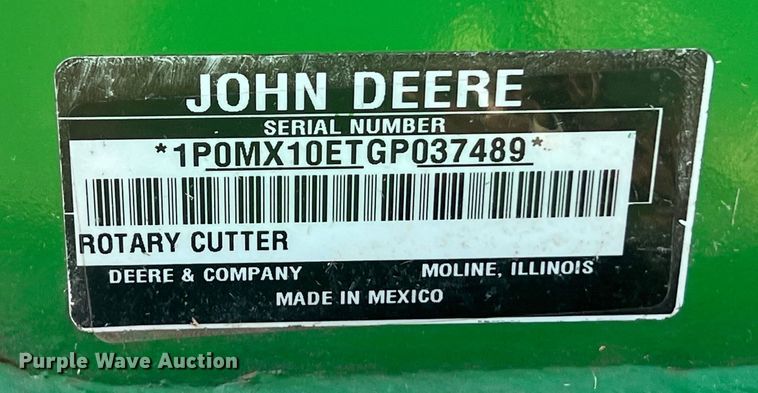 JOHN DEERE
SERIAL NUMBER
*1P0MX10ETGP037489*
ROTARY CUTTER
DEERE & COMPANY MOLINE, ILLINOIS
MADE IN MEXICO
Purple Wave Auction